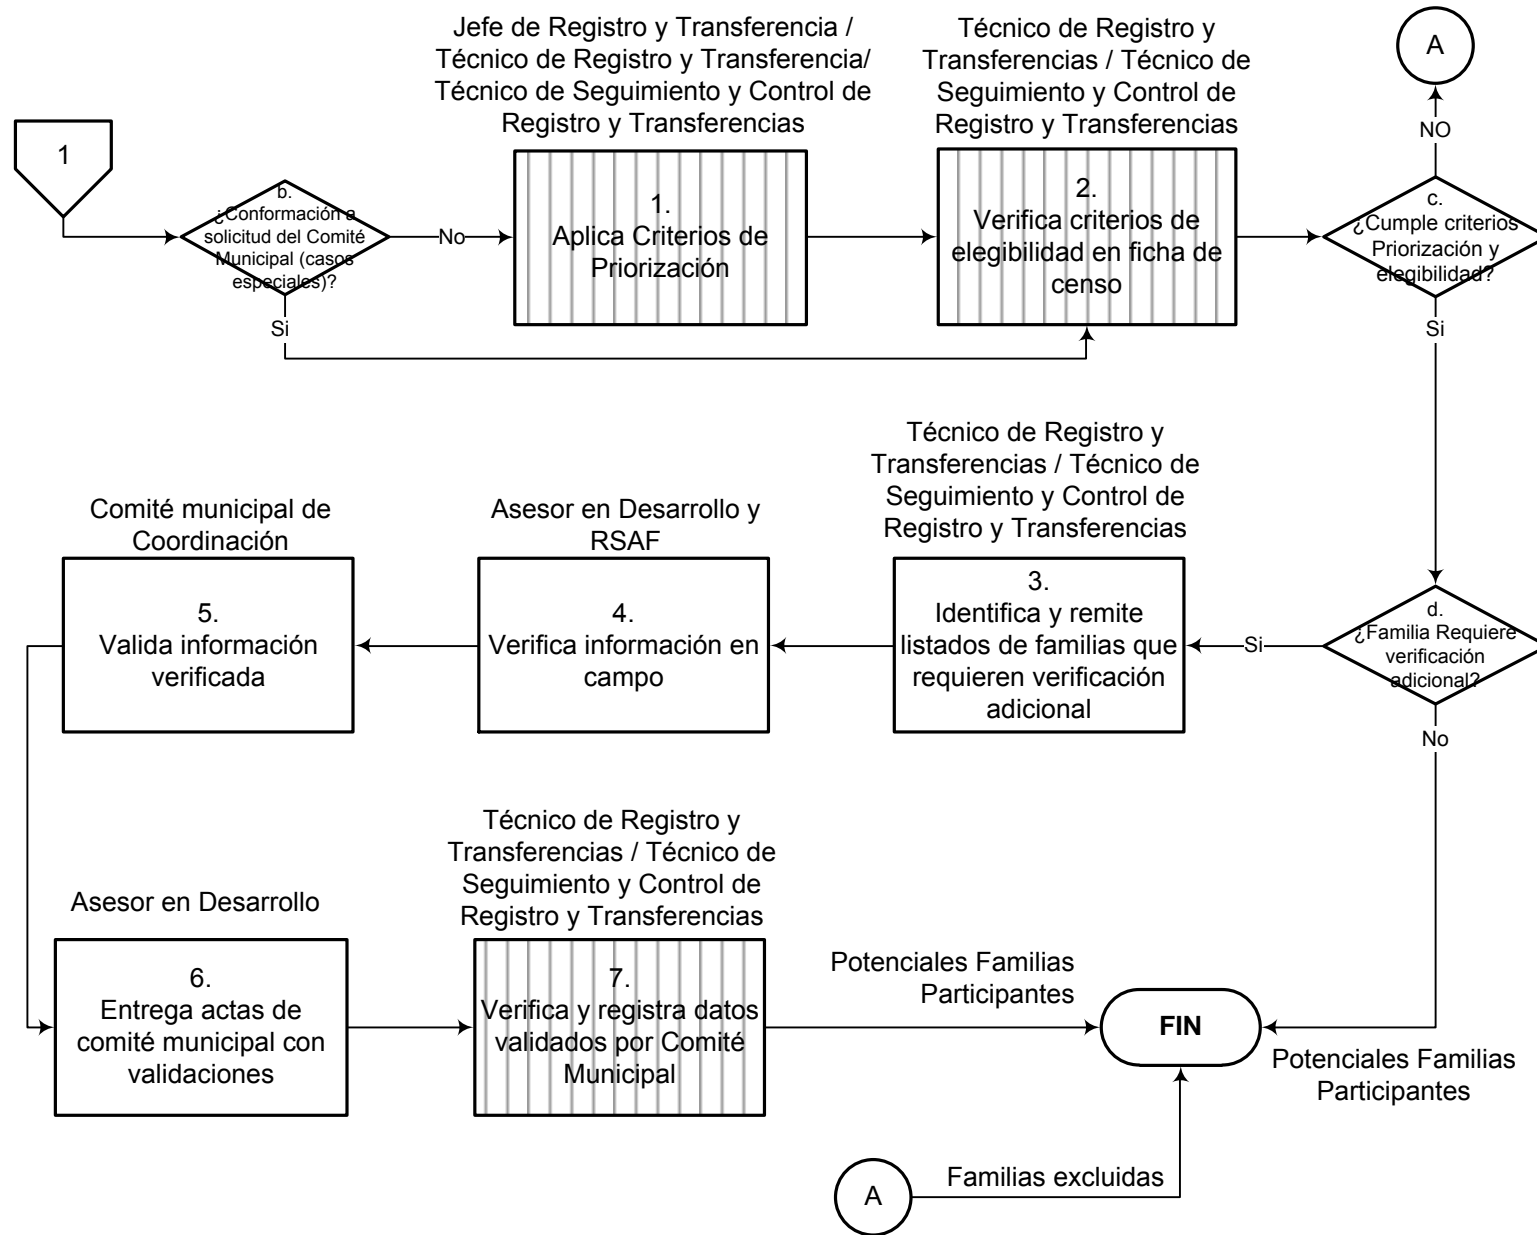 Jefe de Registro y Transferencia /
Técnico de Registro y Transferencia/
Técnico de Seguimiento y Control de
Registro y Transferencias
Técnico de Registro y
Transferencias / Técnico de
Seguimiento y Control de
Registro y Transferencias
A
NO
1
b.
¿Conformación a
solicitud del Comité
Municipal (casos
especiales)?
No
Si
1.
Aplica Criterios de
Priorización
2.
Verifica criterios de
elegibilidad en ficha de
censo
c.
¿Cumple criterios
Priorización y
elegibilidad?
Si
Comité municipal de
Coordinación
Asesor en Desarrollo y
RSAF
Técnico de Registro y
Transferencias / Técnico de
Seguimiento y Control de
Registro y Transferencias
5.
Valida información
verificada
4.
Verifica información en
campo
3.
Identifica y remite
listados de familias que
requieren verificación
adicional
Si
d.
¿Familia Requiere
verificación
adicional?
No
Asesor en Desarrollo
Técnico de Registro y
Transferencias / Técnico de
Seguimiento y Control de
Registro y Transferencias
6.
Entrega actas de
comité municipal con
validaciones
7.
Verifica y registra datos
validados por Comité
Municipal
Potenciales Familias
Participantes
FIN
Potenciales Familias
Participantes
A
Familias excluidas